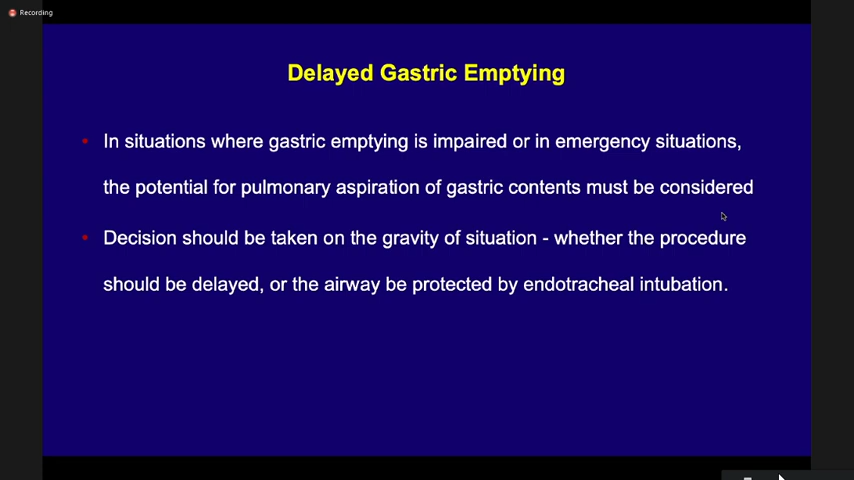 Recording
Delayed Gastric Emptying
• In situations where gastric emptying is impaired or in emergency situations,
the potential for pulmonary aspiration of gastric contents must be considered
• Decision should be taken on the gravity of situation - whether the procedure
should be delayed, or the airway be protected by endotracheal intubation.